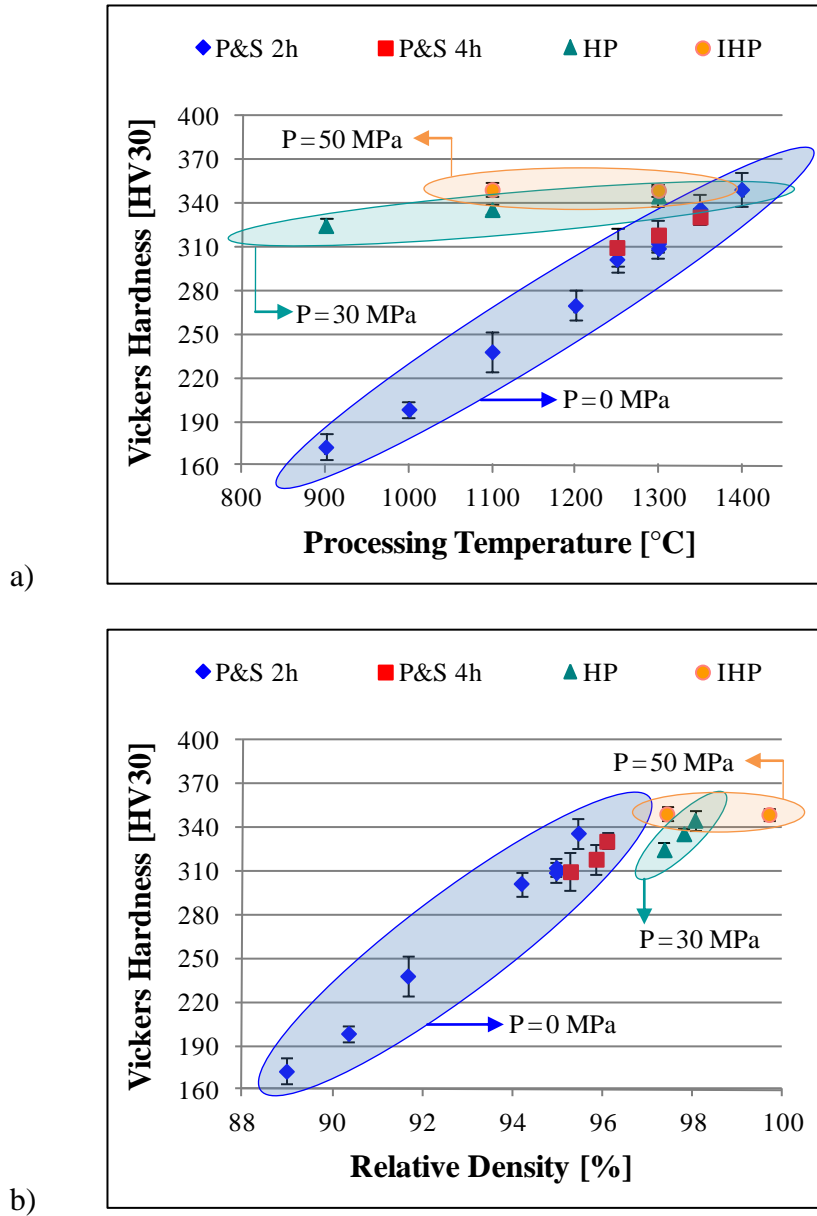 P&S 2h P&S 4h HP IHP
400
370
340
310
280
250
220
190
160
P = 50 MPa
P = 30 MPa
P = 0 MPa
Vickers Hardness [HV30]
800 900 1000 1100 1200 1300 1400
Processing Temperature [°C]
a)
P&S 2h P&S 4h HP IHP
400
370
340
310
280
250
220
190
160
P = 50 MPa
P = 30 MPa
P = 0 MPa
Vickers Hardness [HV30]
88 90 92 94 96 98 100
Relative Density [%]
b)